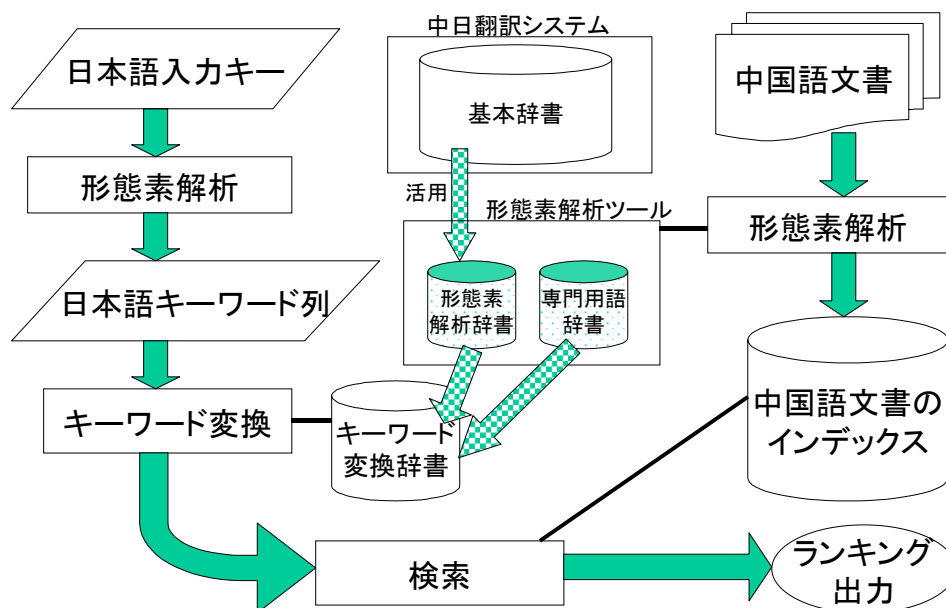 日本語入力キー
形態素解析
日本語キーワード列
キーワード変換
中日翻訳システム
基本辞書
活用
形態素解析ツール
形態素
解析辞書
専門用語
辞書
キーワード
変換辞書
検索
中国語文書
形態素解析
中国語文書の
インデックス
ランキング
出力